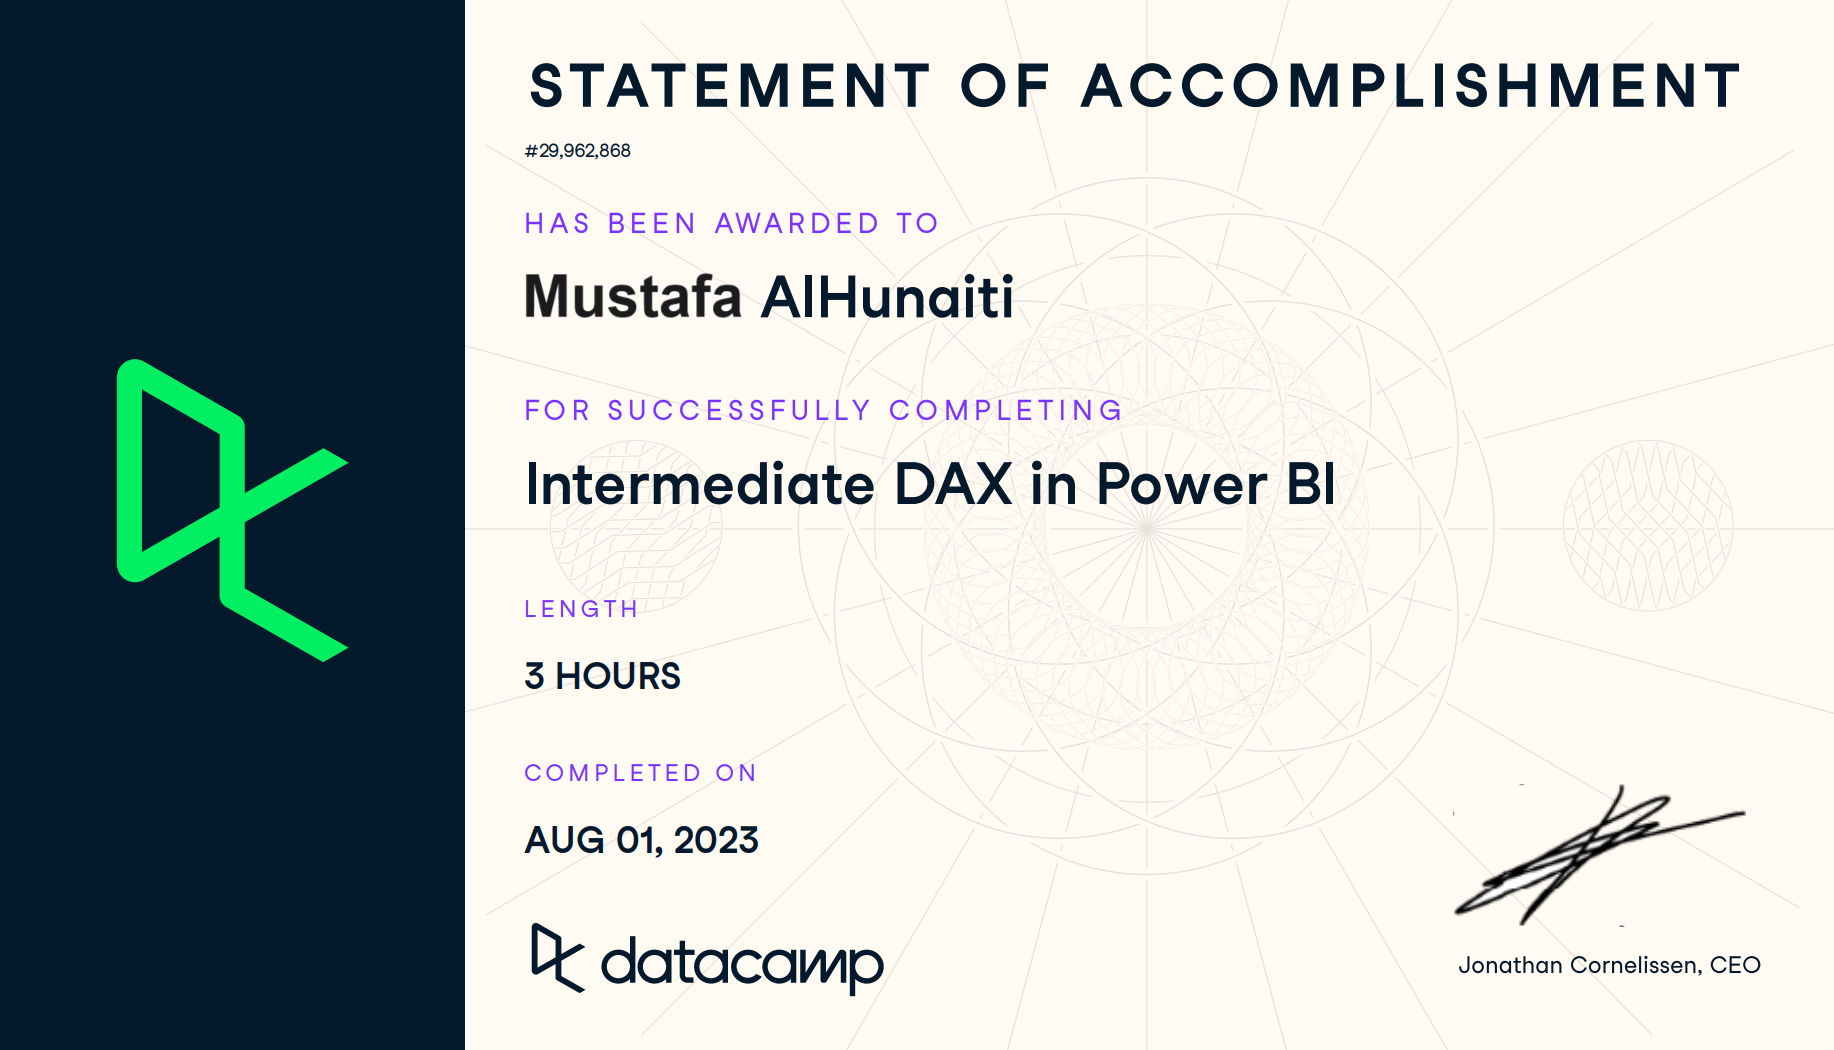 STATEMENT OF ACCOMPLISHMENT
#29,962,868
HAS BEEN AWARDED TO
Mustafa AlHunaiti
FOR SUCCESSFULLY COMPLETING
Intermediate DAX in Power BI
LENGTH
3 HOURS
COMPLETED ON
AUG 01, 2023
datacamp
Jonathan Cornelissen, CEO